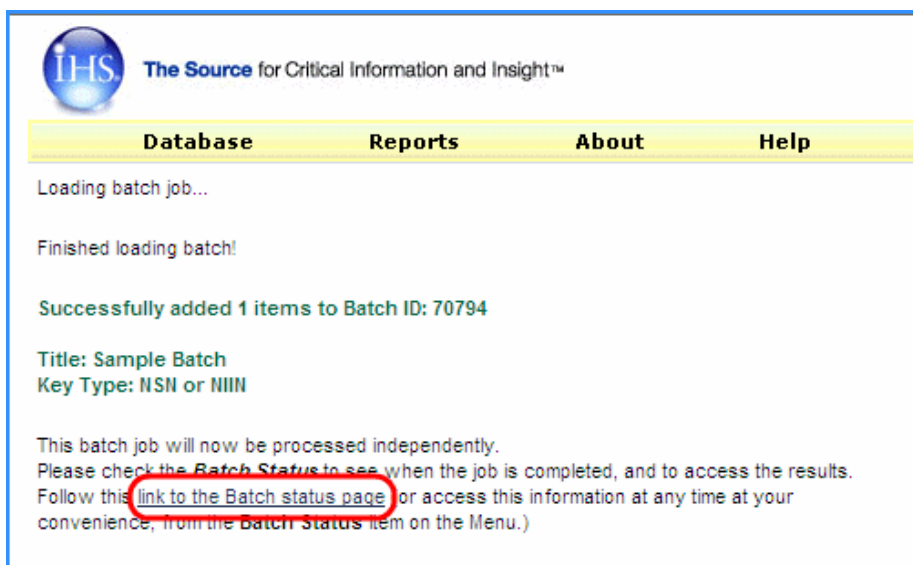 IHS®
The Source for Critical Information and Insight™
Database Reports About Help
Loading batch job...
Finished loading batch!
Successfully added 1 items to Batch ID: 70794
Title: Sample Batch
Key Type: NSN or NIIN
This batch job will now be processed independently.
Please check the Batch Status to see when the job is completed, and to access the results.
Follow this link to the Batch status page or access this information at any time at your
convenience, from the Batch Status item on the Menu.)